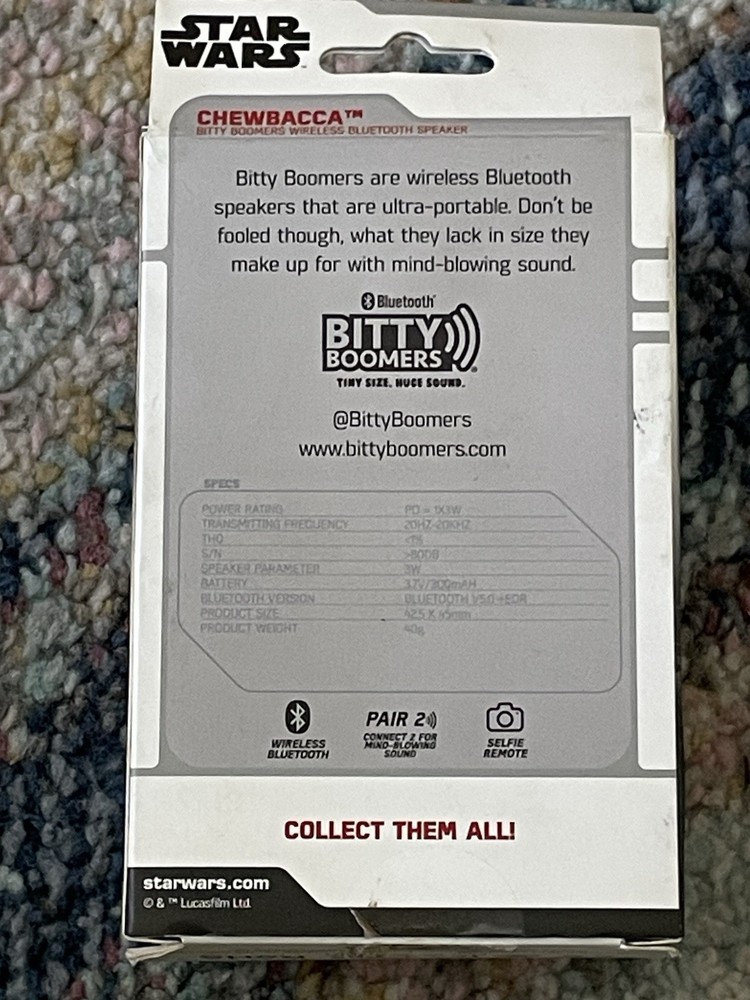 STAR
WARS
CHEWBACCA™
BITTY BOOMERS WIRELESS BLUETOOTH SPEAKER
Bitty Boomers are wireless Bluetooth
speakers that are ultra-portable. Don't be
fooled though, what they lack in size they
make up for with mind-blowing sound.
Bluetooth®
BITTY
BOOMERS®
TINY SIZE. HUGE SOUND.
@BittyBoomers
www.bittyboomers.com
SPECS
POWER RATING PO = 1X3W
TRANSMITTING FREQUENCY 20HZ-20KHZ
THD <1%
S/N >80DB
SPEAKER PARAMETER 3W
BATTERY 3.7V/300mAH
BLUETOOTH VERSION BLUETOOTH V5.0 +EDR
PRODUCT SIZE 42.5 X 45mm
PRODUCT WEIGHT 40g
WIRELESS
BLUETOOTH
PAIR 2
CONNECT 2 FOR
MIND-BLOWING
SOUND
SELFIE
REMOTE
COLLECT THEM ALL!
starwars.com
© & ™ Lucasfilm Ltd.